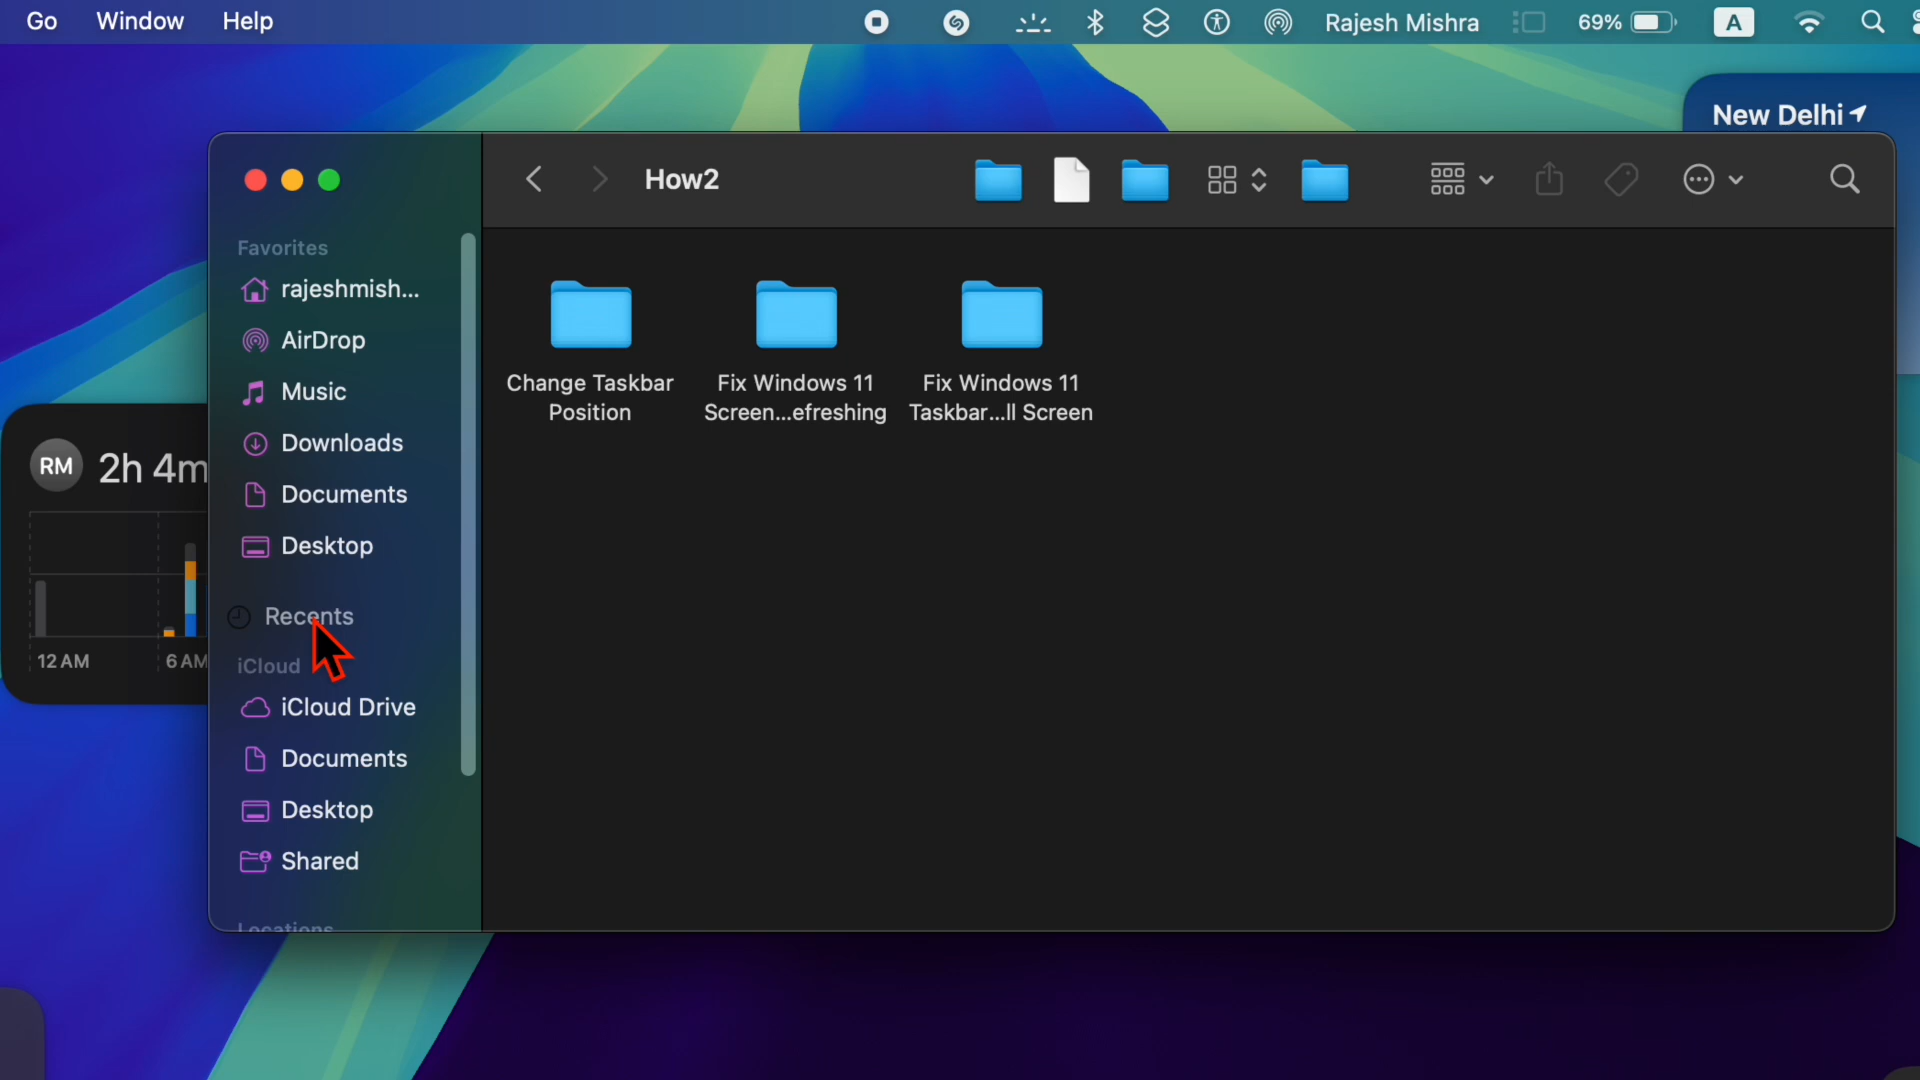 Go Window Help Rajesh Mishra 69% A
New Delhi
How2
Favorites
rajeshmish...
AirDrop
Music
Downloads
Documents
Desktop
Recents
iCloud
iCloud Drive
Documents
Desktop
Shared
Locations
Change Taskbar
Position
Fix Windows 11
Screen...efreshing
Fix Windows 11
Taskbar...ll Screen
RM 2h 4m
12 AM 6 AM